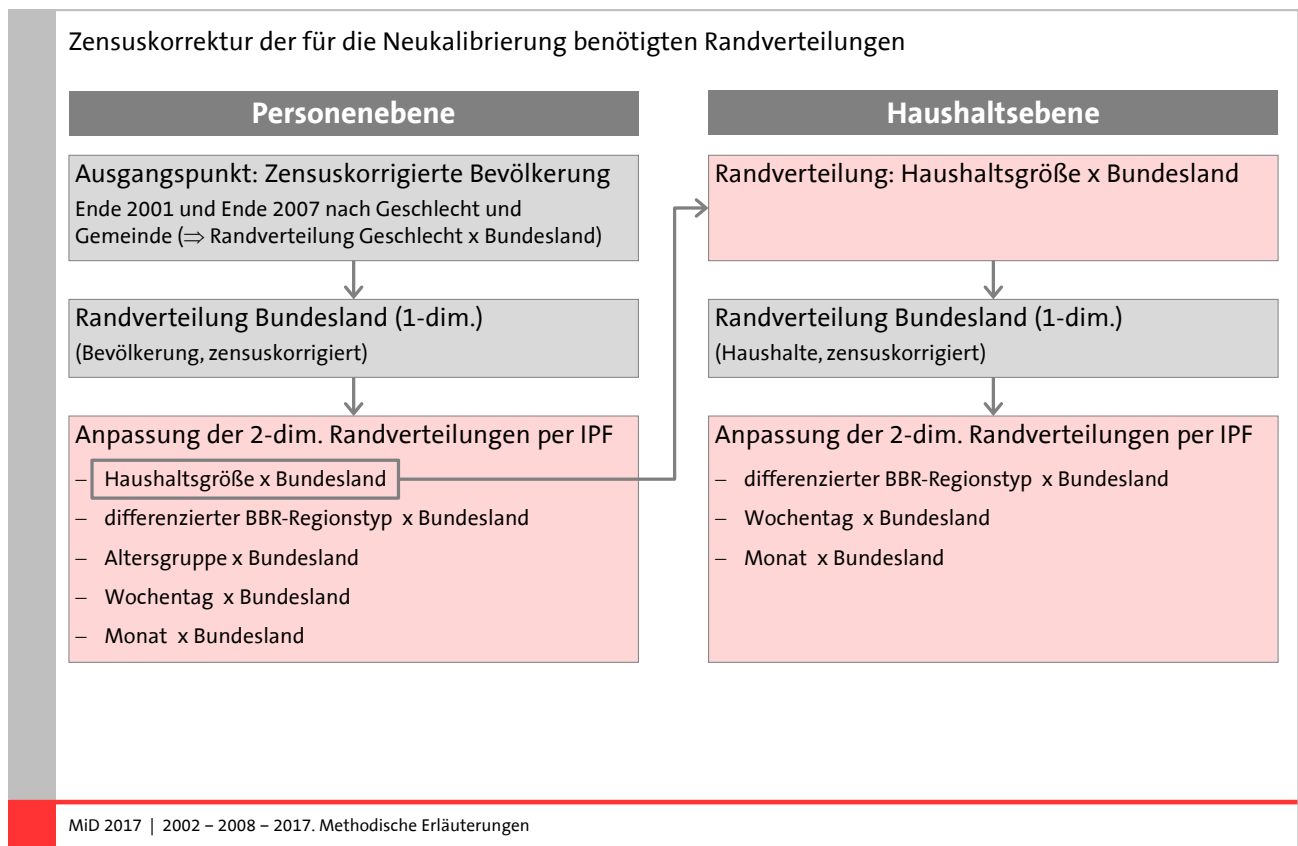 Zensuskorrektur der für die Neukalibrierung benötigten Randverteilungen
Personenebene
Ausgangspunkt: Zensuskorrigierte Bevölkerung
Ende 2001 und Ende 2007 nach Geschlecht und
Gemeinde (⇒ Randverteilung Geschlecht x Bundesland)
Randverteilung Bundesland (1-dim.)
(Bevölkerung, zensuskorrigiert)
Anpassung der 2-dim. Randverteilungen per IPF
– Haushaltsgröße x Bundesland
– differenzierter BBR-Regionstyp x Bundesland
– Altersgruppe x Bundesland
– Wochentag x Bundesland
– Monat x Bundesland
Haushaltsebene
Randverteilung: Haushaltsgröße x Bundesland
Randverteilung Bundesland (1-dim.)
(Haushalte, zensuskorrigiert)
Anpassung der 2-dim. Randverteilungen per IPF
– differenzierter BBR-Regionstyp x Bundesland
– Wochentag x Bundesland
– Monat x Bundesland
MiD 2017 | 2002 – 2008 – 2017. Methodische Erläuterungen